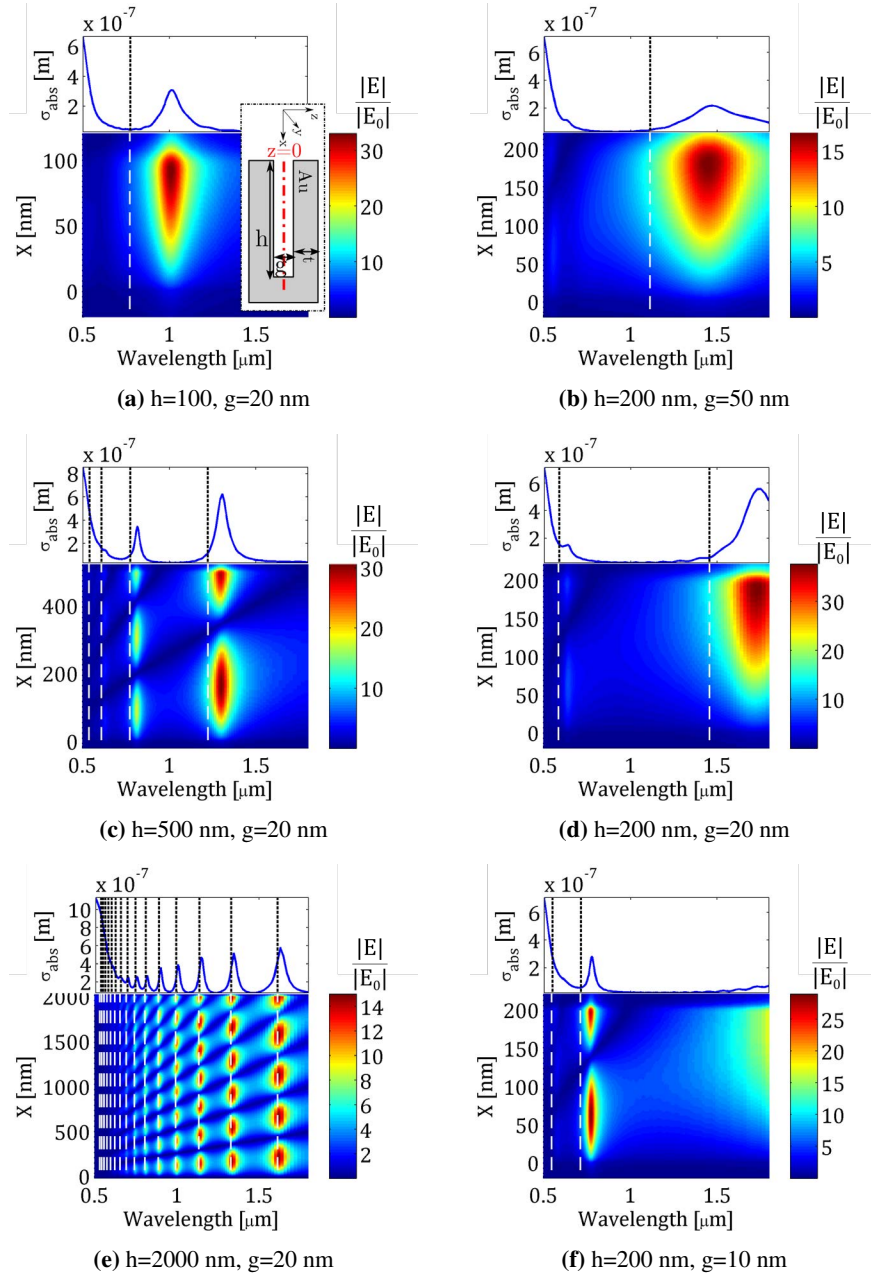 x 10⁻⁷
6
4
2
σabs [m]
|E|
|E₀|
100
50
0
X [nm]
30
20
10
x
y
z
z=0
Au
h
g
t
0.5 1 1.5
Wavelength [μm]
(a) h=100, g=20 nm
x 10⁻⁷
6
4
2
σabs [m]
|E|
|E₀|
200
150
100
50
0
X [nm]
15
10
5
0.5 1 1.5
Wavelength [μm]
(b) h=200 nm, g=50 nm
x 10⁻⁷
8
6
4
2
σabs [m]
|E|
|E₀|
400
200
0
X [nm]
30
20
10
0.5 1 1.5
Wavelength [μm]
(c) h=500 nm, g=20 nm
x 10⁻⁷
6
4
2
σabs [m]
|E|
|E₀|
200
150
100
50
0
X [nm]
30
20
10
0.5 1 1.5
Wavelength [μm]
(d) h=200 nm, g=20 nm
x 10⁻⁷
10
8
6
4
2
σabs [m]
|E|
|E₀|
2000
1500
1000
500
0
X [nm]
14
12
10
8
6
4
2
0.5 1 1.5
Wavelength [μm]
(e) h=2000 nm, g=20 nm
x 10⁻⁷
6
4
2
σabs [m]
|E|
|E₀|
200
150
100
50
0
X [nm]
25
20
15
10
5
0.5 1 1.5
Wavelength [μm]
(f) h=200 nm, g=10 nm